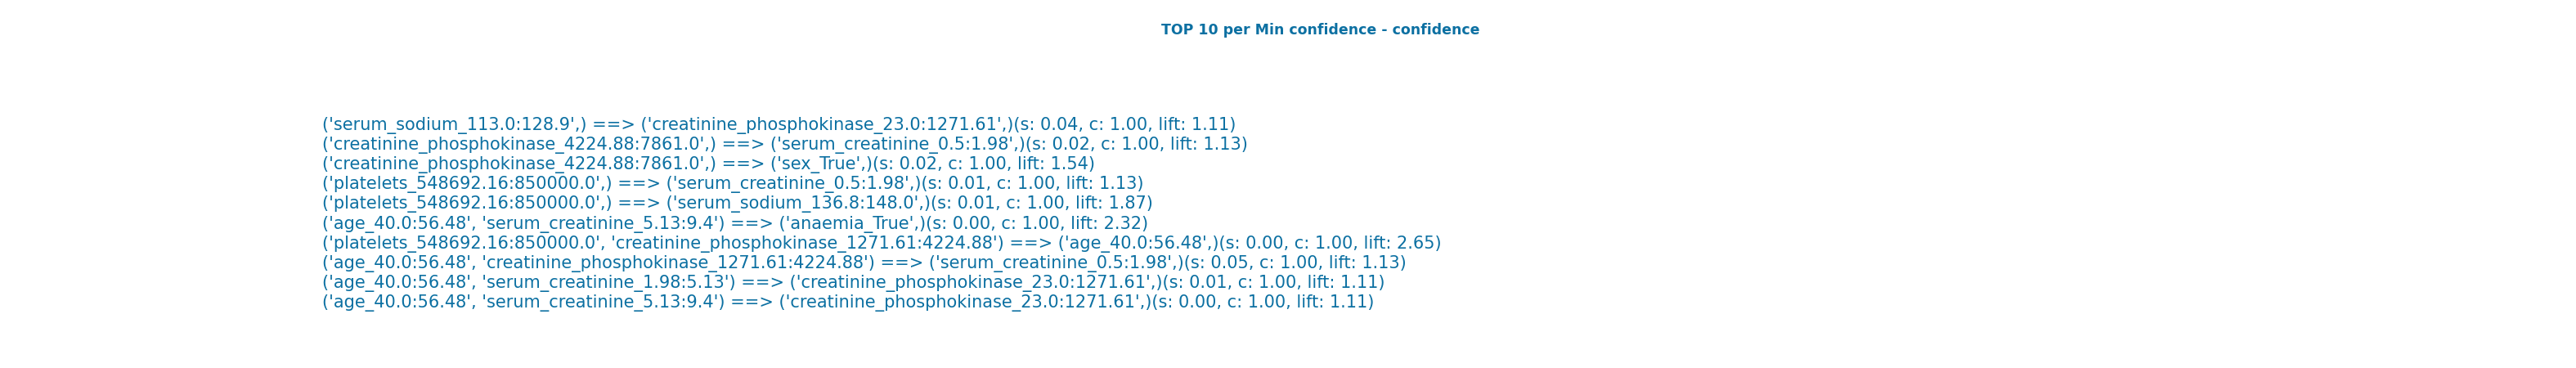 TOP 10 per Min confidence - confidence
('serum_sodium_113.0:128.9',) ==> ('creatinine_phosphokinase_23.0:1271.61',)(s: 0.04, c: 1.00, lift: 1.11)
('creatinine_phosphokinase_4224.88:7861.0',) ==> ('serum_creatinine_0.5:1.98',)(s: 0.02, c: 1.00, lift: 1.13)
('creatinine_phosphokinase_4224.88:7861.0',) ==> ('sex_True',)(s: 0.02, c: 1.00, lift: 1.54)
('platelets_548692.16:850000.0',) ==> ('serum_creatinine_0.5:1.98',)(s: 0.01, c: 1.00, lift: 1.13)
('platelets_548692.16:850000.0',) ==> ('serum_sodium_136.8:148.0',)(s: 0.01, c: 1.00, lift: 1.87)
('age_40.0:56.48', 'serum_creatinine_5.13:9.4') ==> ('anaemia_True',)(s: 0.00, c: 1.00, lift: 2.32)
('platelets_548692.16:850000.0', 'creatinine_phosphokinase_1271.61:4224.88') ==> ('age_40.0:56.48',)(s: 0.00, c: 1.00, lift: 2.65)
('age_40.0:56.48', 'creatinine_phosphokinase_1271.61:4224.88') ==> ('serum_creatinine_0.5:1.98',)(s: 0.05, c: 1.00, lift: 1.13)
('age_40.0:56.48', 'serum_creatinine_1.98:5.13') ==> ('creatinine_phosphokinase_23.0:1271.61',)(s: 0.01, c: 1.00, lift: 1.11)
('age_40.0:56.48', 'serum_creatinine_5.13:9.4') ==> ('creatinine_phosphokinase_23.0:1271.61',)(s: 0.00, c: 1.00, lift: 1.11)